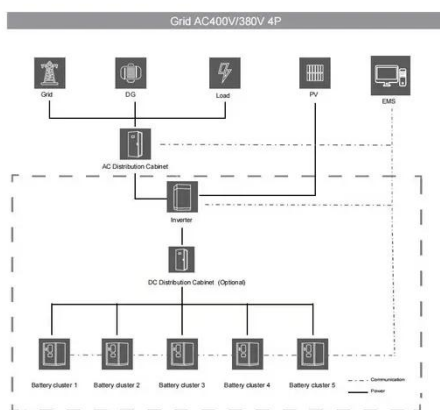 Grid AC400V/380V 4P
Grid
DG
Load
PV
EMS
AC Distribution Cabinet
Inverter
DC Distribution Cabinet (Optional)
Battery cluster 1
Battery cluster 2
Battery cluster 3
Battery cluster 4
Battery cluster 5
Communication
Power